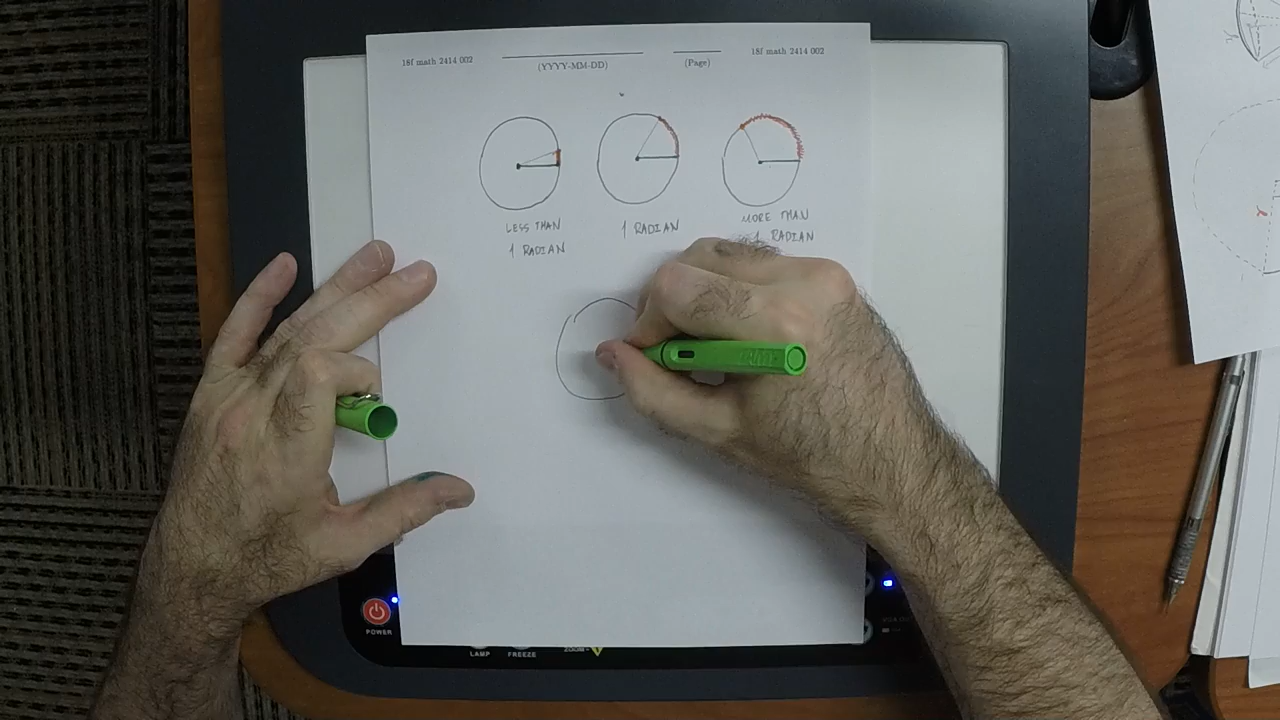 18f math 2414 002
(YYYY-MM-DD)
(Page)
18f math 2414 002
LESS THAN
1 RADIAN
1 RADIAN
MORE THAN
1 RADIAN
POWER
LAMP
FREEZE
ZOOM